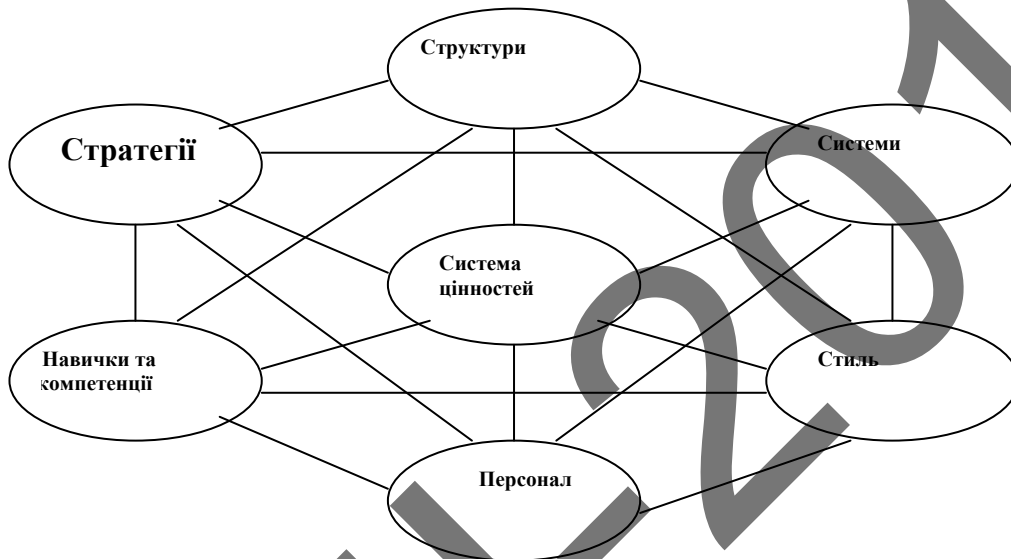 Структури
Стратегії
Системи
Система
цінностей
Навички та
компетенції
Стиль
Персонал